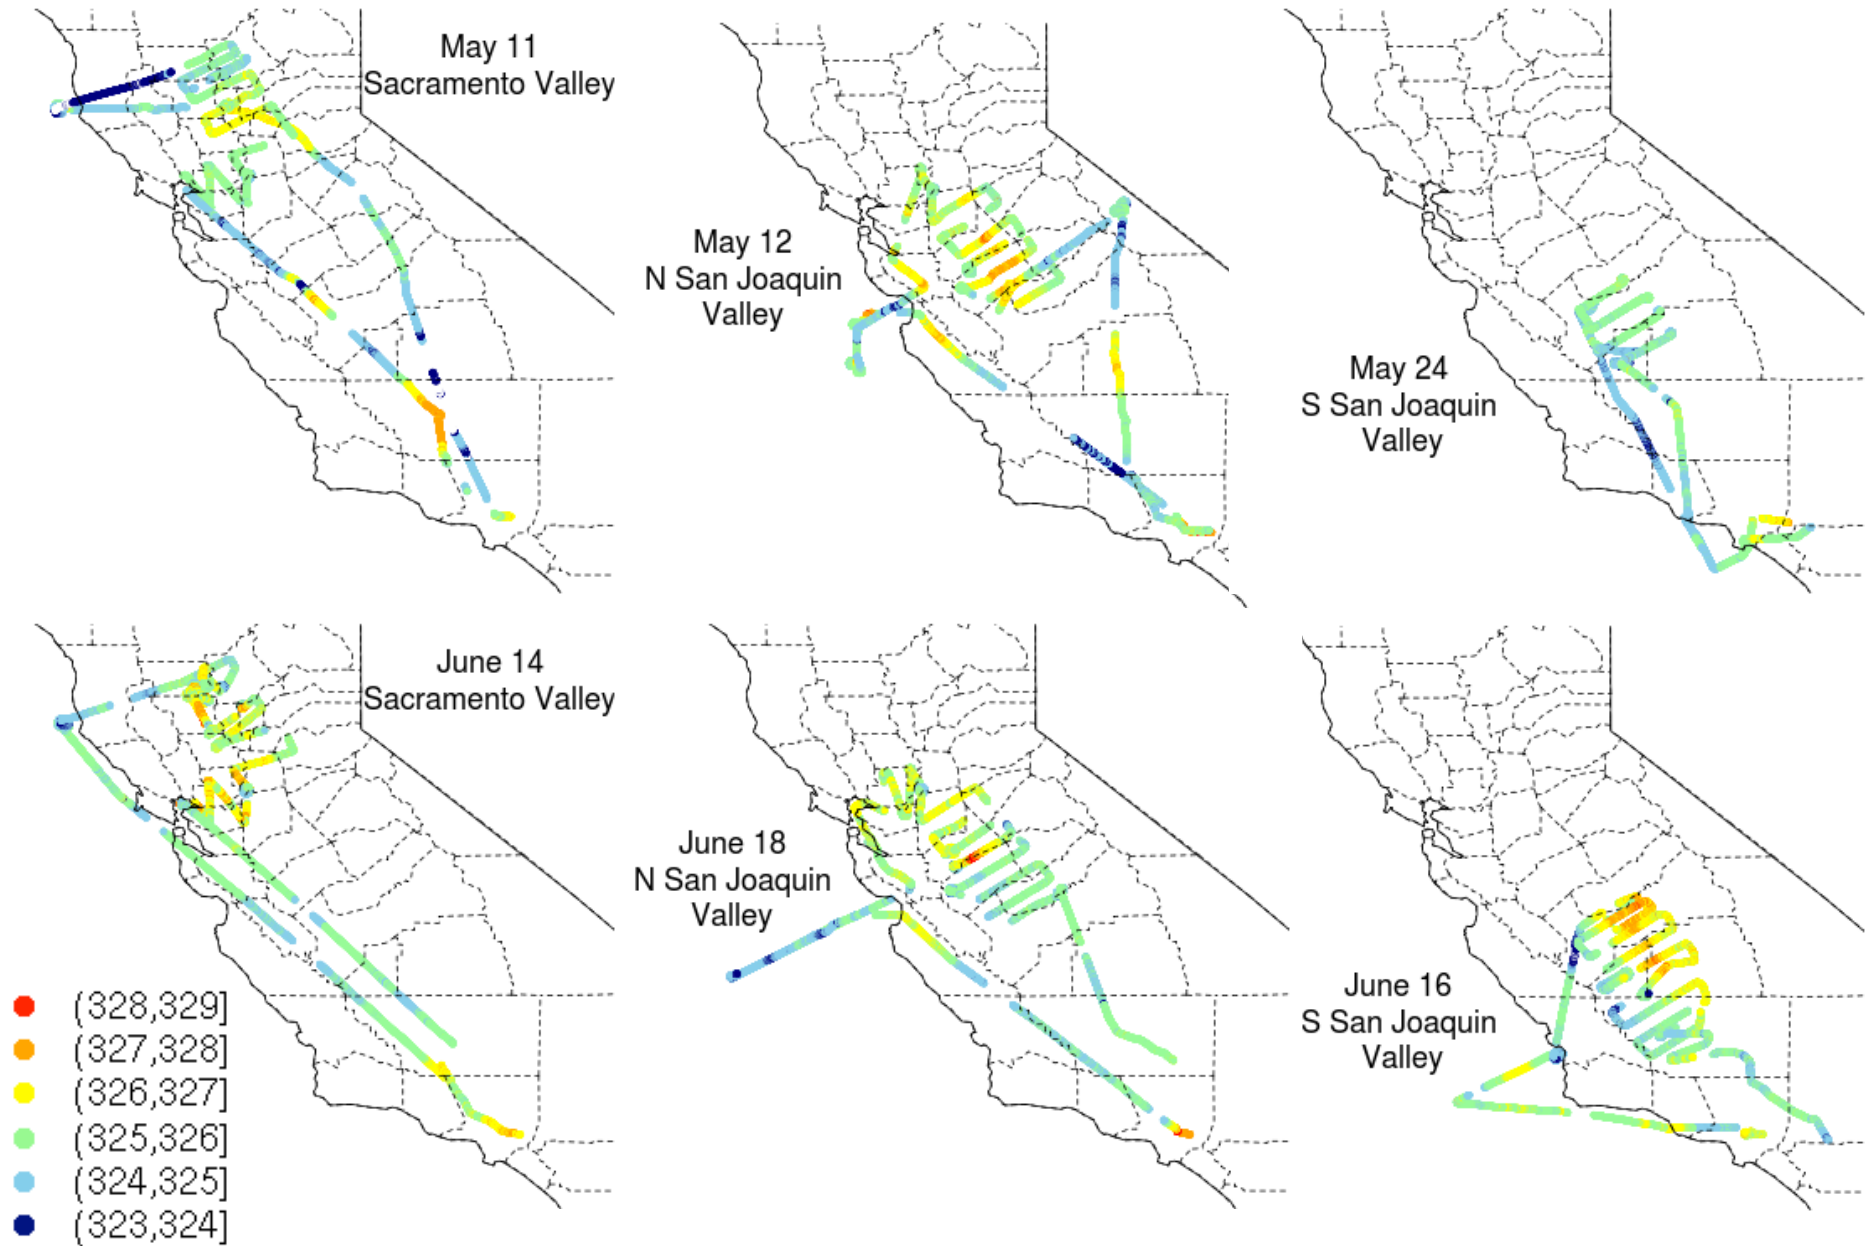 May 11
Sacramento Valley
May 12
N San Joaquin
Valley
May 24
S San Joaquin
Valley
June 14
Sacramento Valley
June 18
N San Joaquin
Valley
June 16
S San Joaquin
Valley
(328,329]
(327,328]
(326,327]
(325,326]
(324,325]
(323,324]